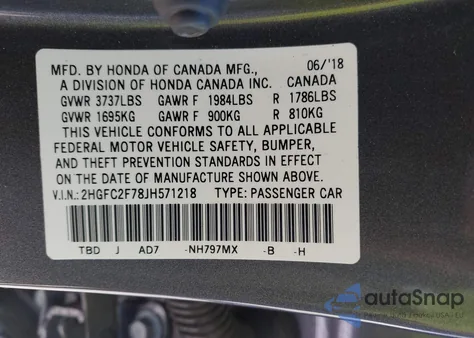 MFD. BY HONDA OF CANADA MFG., 06/'18
A DIVISION OF HONDA CANADA INC. CANADA
GVWR 3737LBS GAWR F 1984LBS R 1786LBS
GVWR 1695KG GAWR F 900KG R 810KG
THIS VEHICLE CONFORMS TO ALL APPLICABLE
FEDERAL MOTOR VEHICLE SAFETY, BUMPER,
AND THEFT PREVENTION STANDARDS IN EFFECT
ON THE DATE OF MANUFACTURE SHOWN ABOVE.
V.I.N.: 2HGFC2F78JH571218 TYPE: PASSENGER CAR
TBD J AD7 -NH797MX -B -H
autoSnap